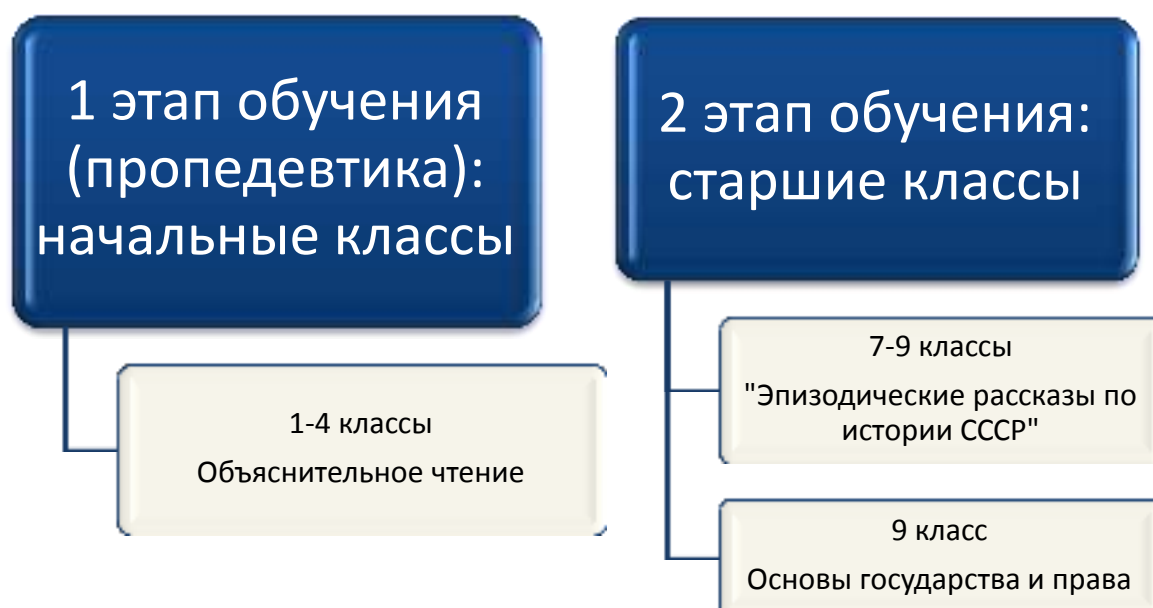 1 этап обучения
(пропедевтика):
начальные классы
1-4 классы
Объяснительное чтение
2 этап обучения:
старшие классы
7-9 классы
"Эпизодические рассказы по
истории СССР"
9 класс
Основы государства и права